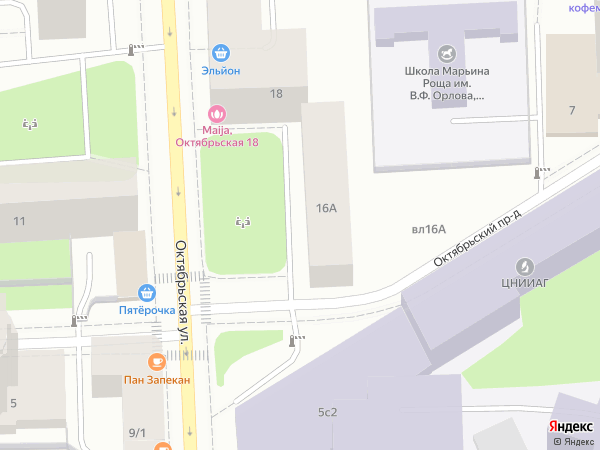 кофем
Эльйон
18
Школа Марьина
Роща им.
В.Ф. Орлова,...
7
Maija,
Октябрьская 18
16А
вл16А
Октябрьский пр-д
11
Октябрьская ул.
ЦНИИАГ
Пятёрочка
Пан Запекан
5
9/1
5с2
Яндекс
© Яндекс